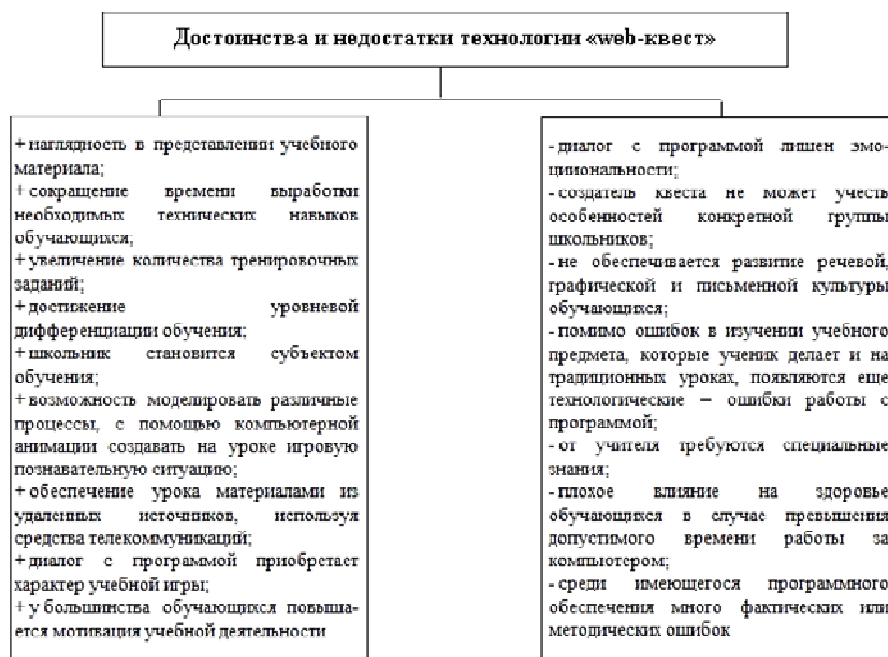 Достоинства и недостатки технологии «web-квест»
+ наглядность в представлении учебного
материала;
+ сокращение времени выработки
необходимых технических навыков
обучающихся;
+ увеличение количества тренировочных
заданий;
+ достижение уровневой
дифференциации обучения;
+ школьник становится субъектом
обучения;
+ возможность моделировать различные
процессы, с помощью компьютерной
анимации создавать на уроке игровую
познавательную ситуацию;
+ обеспечение урока материалами из
удаленных источников, используя
средства телекоммуникаций;
+ диалог с программой приобретает
характер учебной игры;
+ у большинства обучающихся повыша-
ется мотивация учебной деятельности
- диалог с программой лишен эмо-
циональности;
- создатель квеста не может учесть
особенностей конкретной группы
школьников;
- не обеспечивается развитие речевой,
графической и письменной культуры
обучающихся;
- помимо ошибок в изучении учебного
предмета, которые ученик делает и на
традиционных уроках, появляются еще
технологические – ошибки работы с
программой;
- от учителя требуются специальные
знания;
- плохое влияние на здоровье
обучающихся в случае превышения
допустимого времени работы за
компьютером;
- среди имеющегося программного
обеспечения много фактических или
методических ошибок